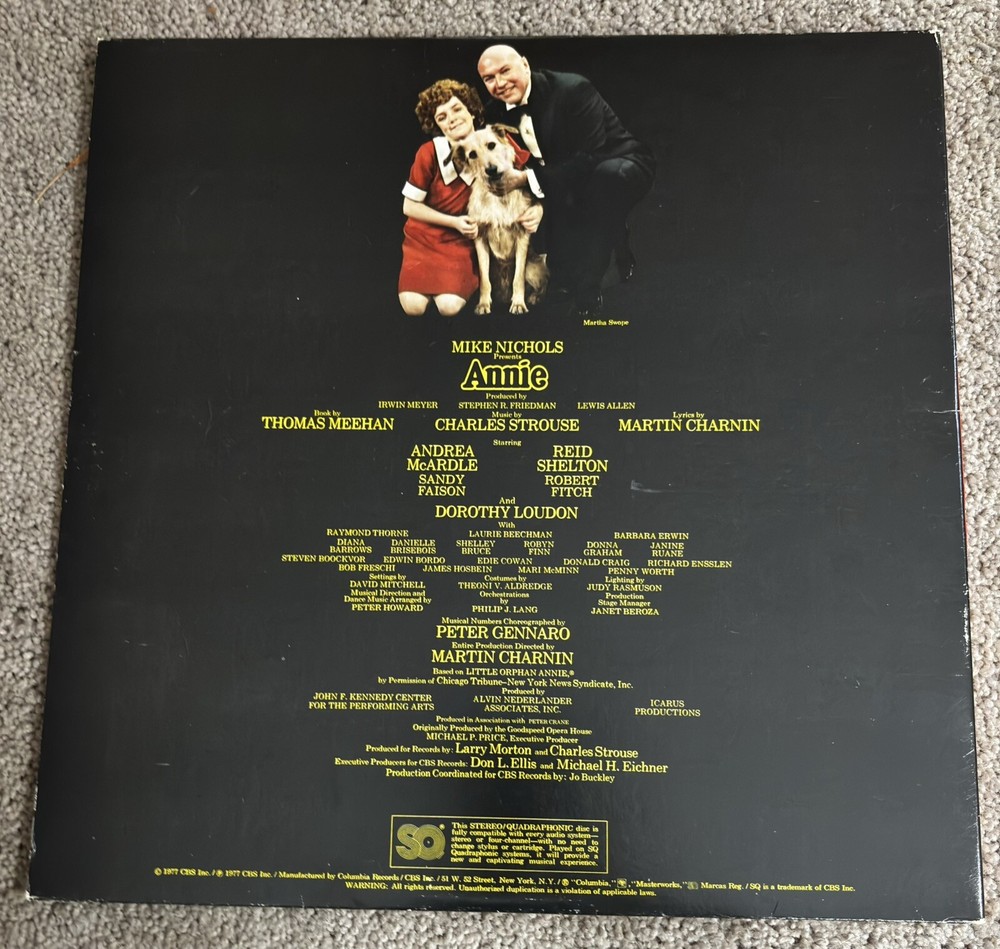 Martha Swope
MIKE NICHOLS
Presents
Annie
Produced by
IRWIN MEYER STEPHEN R. FRIEDMAN LEWIS ALLEN
Book by Music by Lyrics by
THOMAS MEEHAN CHARLES STROUSE MARTIN CHARNIN
Starring
ANDREA REID
McARDLE SHELTON
SANDY ROBERT
FAISON FITCH
And
DOROTHY LOUDON
With
RAYMOND THORNE LAURIE BEECHMAN BARBARA ERWIN
DIANA DANIELLE SHELLEY ROBYN DONNA JANINE
BARROWS BRISEBOIS BRUCE FINN GRAHAM RUANE
STEVEN BOOCKVOR EDWIN BORDO EDIE COWAN DONALD CRAIG RICHARD ENSSLEN
BOB FRESCHI JAMES HOSBEIN MARI McMINN PENNY WORTH
Settings by Costumes by Lighting by
DAVID MITCHELL THEONI V. ALDREDGE JUDY RASMUSON
Musical Direction and Orchestrations Production
Dance Music Arranged by by Stage Manager
PETER HOWARD PHILIP J. LANG JANET BEROZA
Musical Numbers Choreographed by
PETER GENNARO
Entire Production Directed by
MARTIN CHARNIN
Based on LITTLE ORPHAN ANNIE,®
by Permission of Chicago Tribune–New York News Syndicate, Inc.
Produced by
JOHN F. KENNEDY CENTER ALVIN NEDERLANDER ICARUS
FOR THE PERFORMING ARTS ASSOCIATES, INC. PRODUCTIONS
Produced in Association with PETER CRANE
Originally Produced by the Goodspeed Opera House
MICHAEL P. PRICE, Executive Producer
Produced for Records by: Larry Morton and Charles Strouse
Executive Producers for CBS Records: Don L. Ellis and Michael H. Eichner
Production Coordinated for CBS Records by: Jo Buckley
SQ®
This STEREO/QUADRAPHONIC disc is
fully compatible with every audio system—
stereo or four-channel—with no need to
change stylus or cartridge. Played on SQ
Quadraphonic systems, it will provide a
new and captivating musical experience.
© 1977 CBS Inc. / ℗ 1977 CBS Inc. / Manufactured by Columbia Records / CBS Inc. / 51 W. 52 Street, New York, N.Y. / ® "Columbia," "Masterworks," Marcas Reg. / SQ is a trademark of CBS Inc.
WARNING: All rights reserved. Unauthorized duplication is a violation of applicable laws.